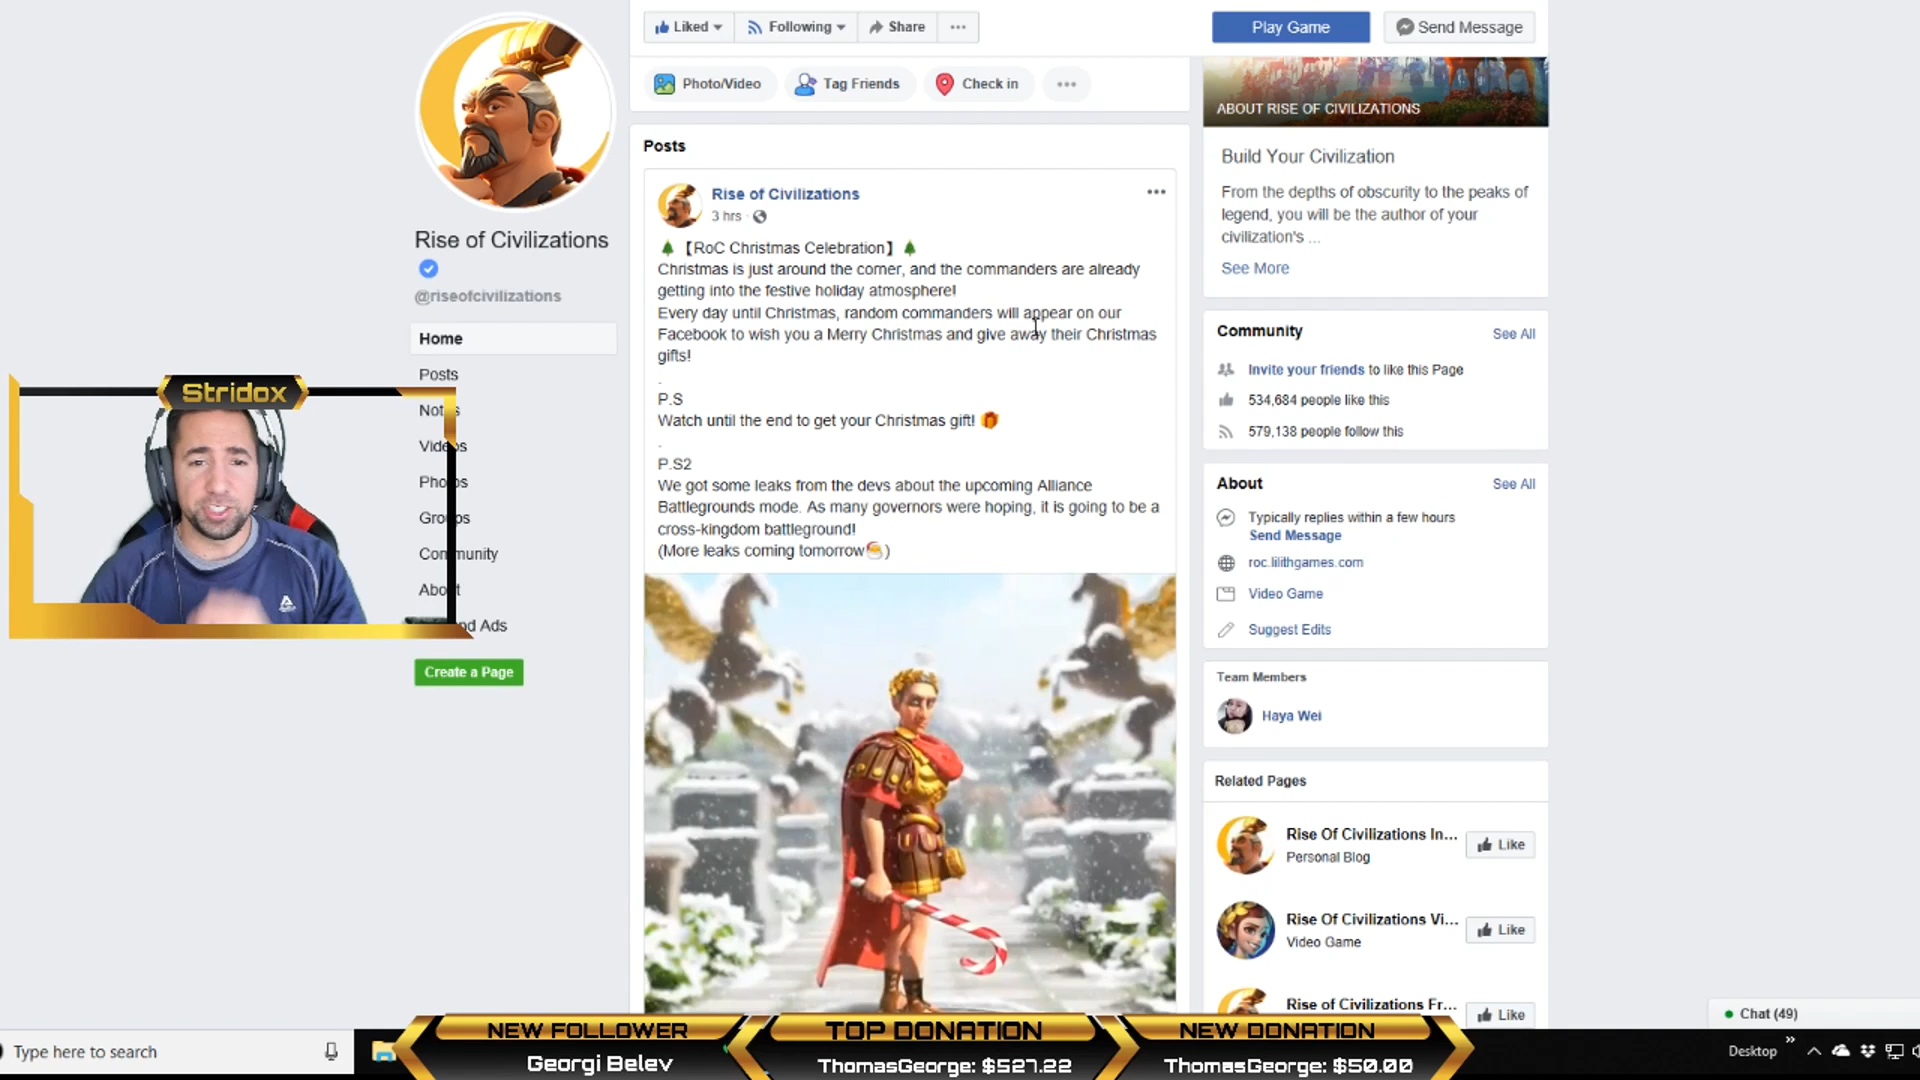 Liked
Following
Share
Play Game
Send Message
Photo/Video
Tag Friends
Check in
Posts
Rise of Civilizations
@riseofcivilizations
Home
Posts
Videos
Groups
Community
About
Create a Page
Stridox
Rise of Civilizations
3 hrs
🌲【RoC Christmas Celebration】🌲
Christmas is just around the corner, and the commanders are already
getting into the festive holiday atmosphere!
Every day until Christmas, random commanders will appear on our
Facebook to wish you a Merry Christmas and give away their Christmas
gifts!
.
P.S
Watch until the end to get your Christmas gift! 🎁
.
P.S2
We got some leaks from the devs about the upcoming Alliance
Battlegrounds mode. As many governors were hoping, it is going to be a
cross-kingdom battleground!
(More leaks coming tomorrow🎅)
ABOUT RISE OF CIVILIZATIONS
Build Your Civilization
From the depths of obscurity to the peaks of
legend, you will be the author of your
civilization's ...
See More
Community
See All
Invite your friends to like this Page
534,684 people like this
579,138 people follow this
About
See All
Typically replies within a few hours
Send Message
roc.lilithgames.com
Video Game
Suggest Edits
Team Members
Haya Wei
Related Pages
Rise Of Civilizations In...
Personal Blog
Like
Rise Of Civilizations Vi...
Video Game
Like
Rise of Civilizations Fr...
Like
Chat (49)
Type here to search
NEW FOLLOWER
Georgi Belev
TOP DONATION
ThomasGeorge: $527.22
NEW DONATION
ThomasGeorge: $50.00
Desktop